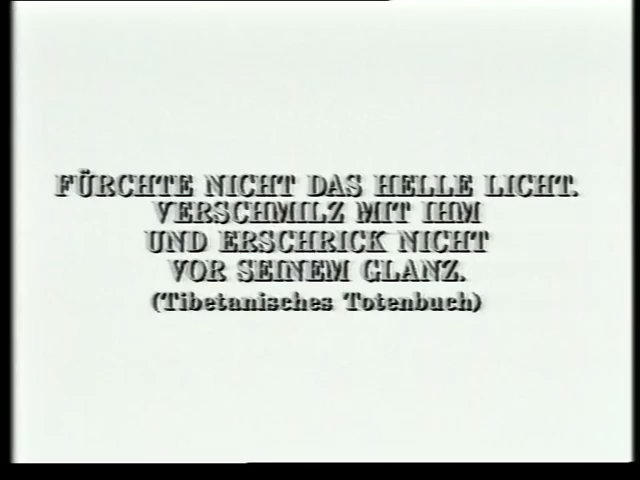 FÜRCHTE NICHT DAS HELLE LICHT.
VERSCHMILZ MIT IHM
UND ERSCHRICK NICHT
VOR SEINEM GLANZ.
(Tibetanisches Totenbuch)